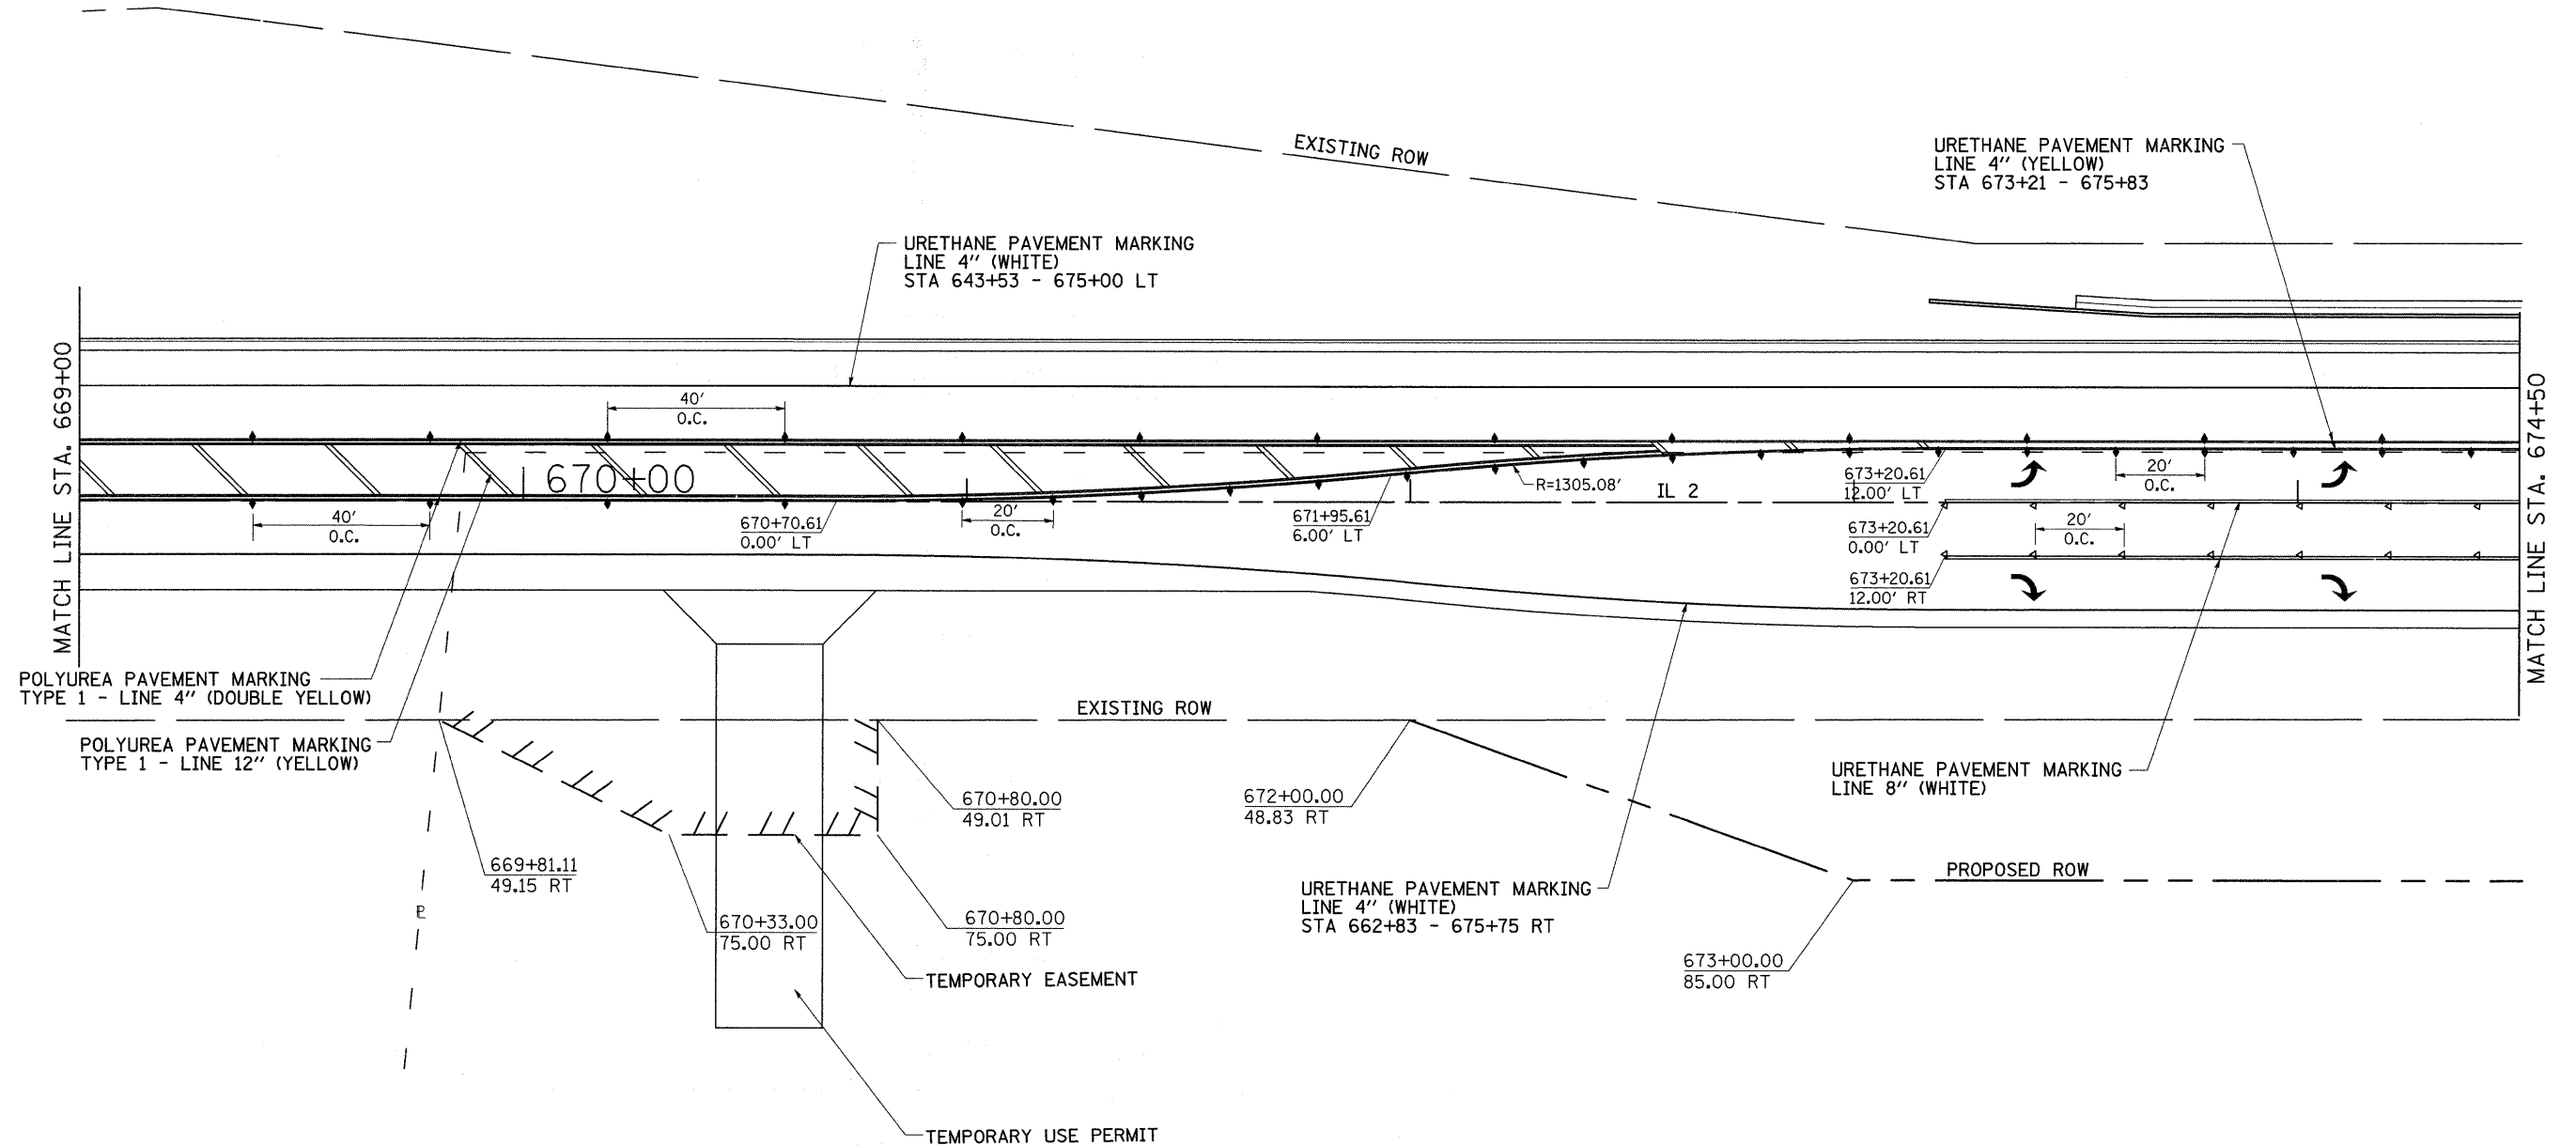 EXISTING ROW
URETHANE PAVEMENT MARKING
LINE 4" (YELLOW)
STA 673+21 - 675+83
URETHANE PAVEMENT MARKING
LINE 4" (WHITE)
STA 643+53 - 675+00 LT
MATCH LINE STA. 669+00
MATCH LINE STA. 674+50
40'
O.C.
670+00
40'
O.C.
670+70.61
0.00' LT
20'
O.C.
671+95.61
6.00' LT
R=1305.08'
IL 2
673+20.61
12.00' LT
20'
O.C.
673+20.61
0.00' LT
20'
O.C.
673+20.61
12.00' RT
POLYUREA PAVEMENT MARKING
TYPE 1 - LINE 4" (DOUBLE YELLOW)
POLYUREA PAVEMENT MARKING
TYPE 1 - LINE 12" (YELLOW)
EXISTING ROW
URETHANE PAVEMENT MARKING
LINE 8" (WHITE)
670+80.00
49.01 RT
672+00.00
48.83 RT
669+81.11
49.15 RT
PROPOSED ROW
URETHANE PAVEMENT MARKING
LINE 4" (WHITE)
STA 662+83 - 675+75 RT
670+33.00
75.00 RT
670+80.00
75.00 RT
673+00.00
85.00 RT
TEMPORARY EASEMENT
TEMPORARY USE PERMIT